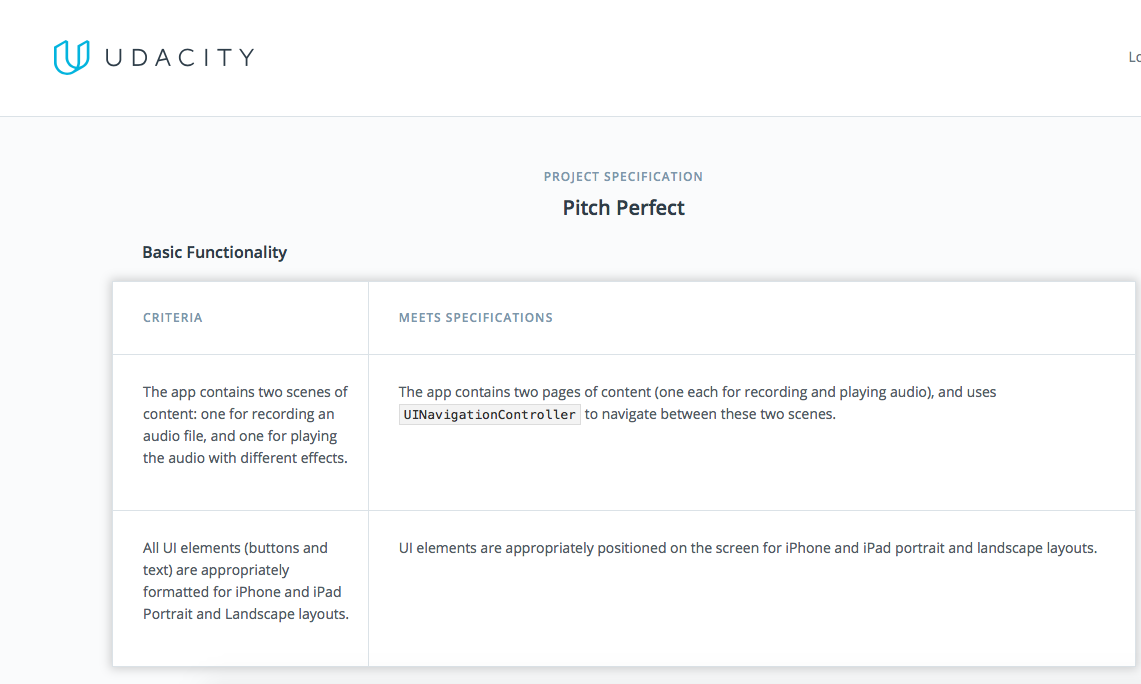 UDACITY
Lo
PROJECT SPECIFICATION
Pitch Perfect
Basic Functionality
CRITERIA
MEETS SPECIFICATIONS
The app contains two scenes of
content: one for recording an
audio file, and one for playing
the audio with different effects.
The app contains two pages of content (one each for recording and playing audio), and uses
UINavigationController to navigate between these two scenes.
All UI elements (buttons and
text) are appropriately
formatted for iPhone and iPad
Portrait and Landscape layouts.
UI elements are appropriately positioned on the screen for iPhone and iPad portrait and landscape layouts.